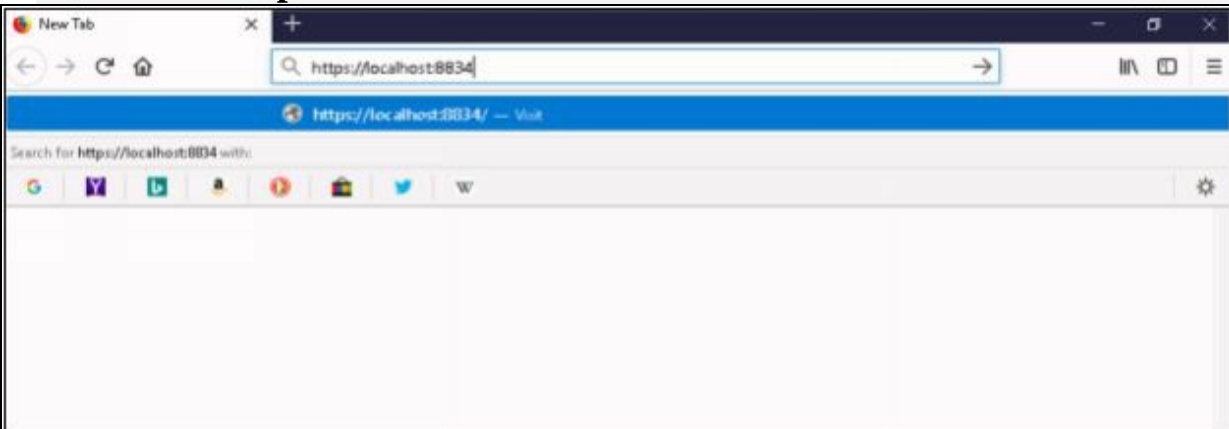 New Tab
https://localhost:8834
https://localhost:8834/ — Visit
Search for https://localhost:8834 with: